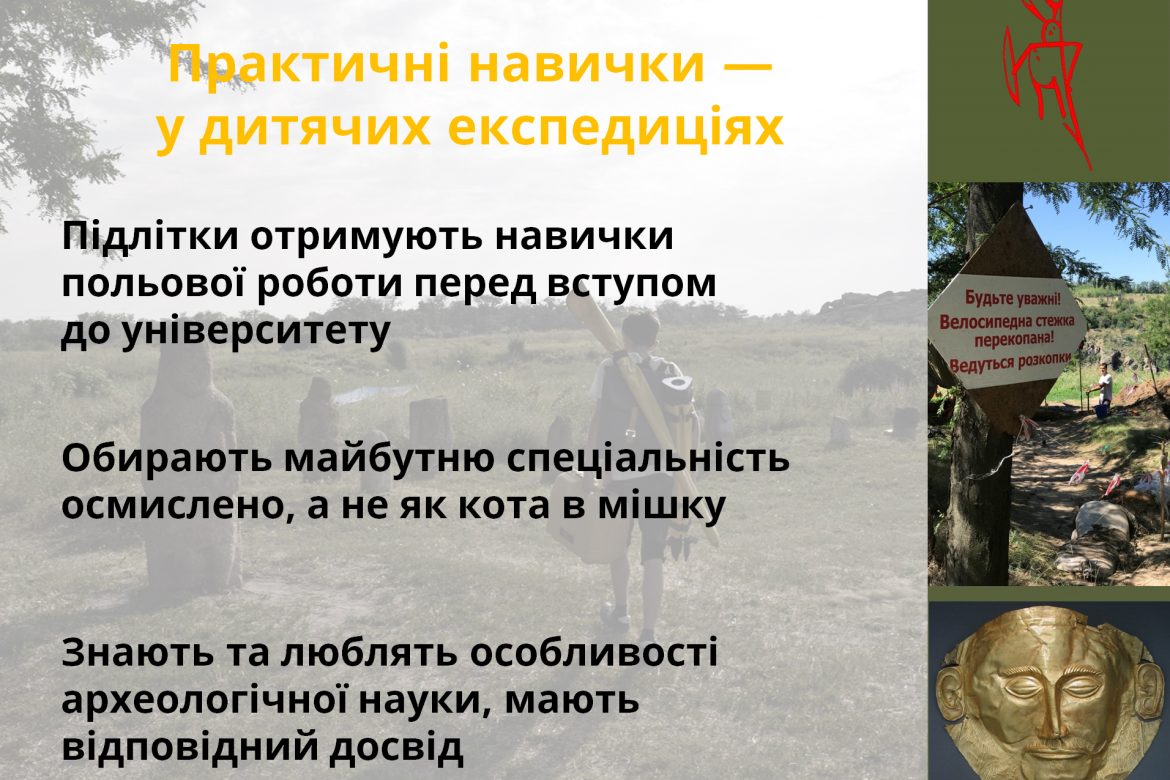 Практичні навички —
у дитячих експедиціях
Підлітки отримують навички
польової роботи перед вступом
до університету
Обирають майбутню спеціальність
осмислено, а не як кота в мішку
Знають та люблять особливості
археологічної науки, мають
відповідний досвід
Будьте уважні!
Велосипедна стежка
перекопана!
Ведуться розкопки